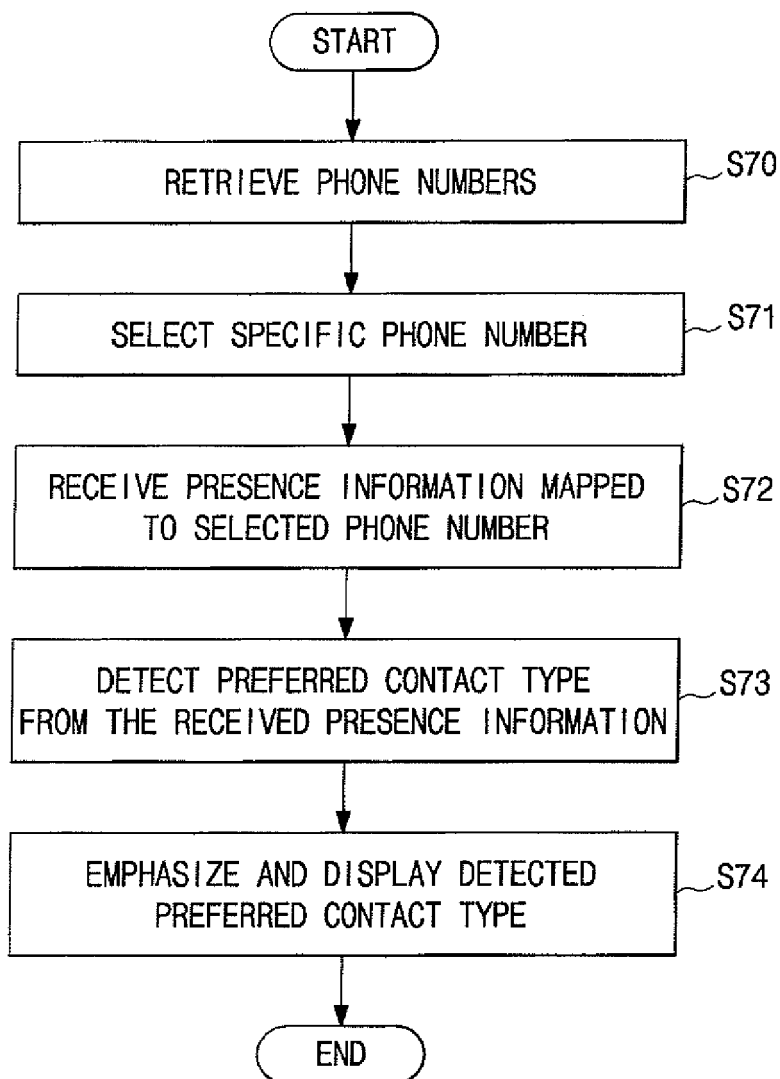 START
RETRIEVE PHONE NUMBERS
S70
SELECT SPECIFIC PHONE NUMBER
S71
RECEIVE PRESENCE INFORMATION MAPPED
TO SELECTED PHONE NUMBER
S72
DETECT PREFERRED CONTACT TYPE
FROM THE RECEIVED PRESENCE INFORMATION
S73
EMPHASIZE AND DISPLAY DETECTED
PREFERRED CONTACT TYPE
S74
END